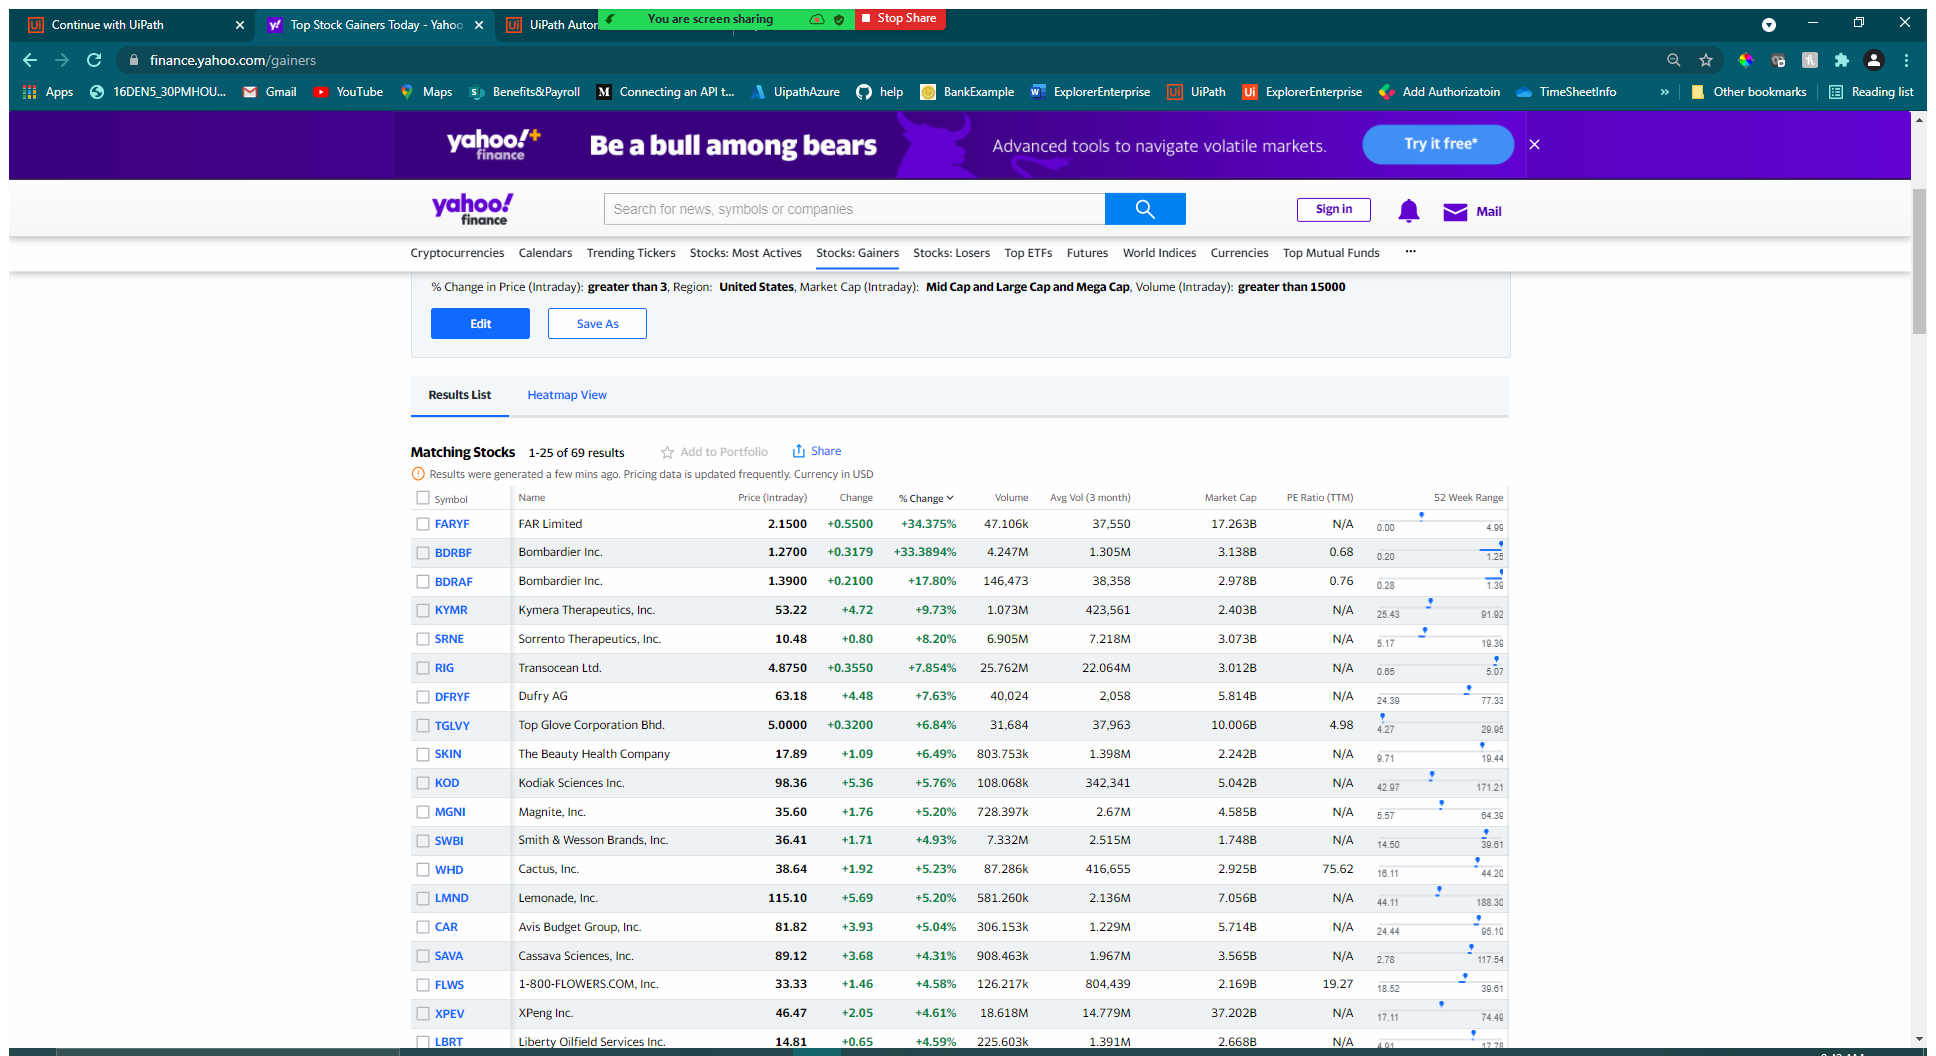 Continue with UiPath
Top Stock Gainers Today - Yahoo
UiPath Auton
You are screen sharing
Stop Share
finance.yahoo.com/gainers
Apps 16DEN5_30PMHOU... Gmail YouTube Maps Benefits&Payroll Connecting an API t... UipathAzure help BankExample ExplorerEnterprise UiPath ExplorerEnterprise Add Authorizatoin TimeSheetInfo » Other bookmarks Reading list
yahoo!+ finance Be a bull among bears Advanced tools to navigate volatile markets. Try it free*
yahoo! finance Search for news, symbols or companies Sign in Mail
Cryptocurrencies Calendars Trending Tickers Stocks: Most Actives Stocks: Gainers Stocks: Losers Top ETFs Futures World Indices Currencies Top Mutual Funds ...
% Change in Price (Intraday): greater than 3, Region: United States, Market Cap (Intraday): Mid Cap and Large Cap and Mega Cap, Volume (Intraday): greater than 15000
Edit Save As
Results List Heatmap View
Matching Stocks 1-25 of 69 results Add to Portfolio Share
Results were generated a few mins ago. Pricing data is updated frequently. Currency in USD
Symbol Name Price (Intraday) Change % Change Volume Avg Vol (3 month) Market Cap PE Ratio (TTM) 52 Week Range
FARYF FAR Limited 2.1500 +0.5500 +34.375% 47.106k 37,550 17.263B N/A 0.00 4.99
BDRBF Bombardier Inc. 1.2700 +0.3179 +33.3894% 4.247M 1.305M 3.138B 0.68 0.20 1.25
BDRAF Bombardier Inc. 1.3900 +0.2100 +17.80% 146,473 38,358 2.978B 0.76 0.28 1.39
KYMR Kymera Therapeutics, Inc. 53.22 +4.72 +9.73% 1.073M 423,561 2.403B N/A 25.43 91.92
SRNE Sorrento Therapeutics, Inc. 10.48 +0.80 +8.20% 6.905M 7.218M 3.073B N/A 5.17 19.39
RIG Transocean Ltd. 4.8750 +0.3550 +7.854% 25.762M 22.064M 3.012B N/A 0.65 5.07
DFRYF Dufry AG 63.18 +4.48 +7.63% 40,024 2,058 5.814B N/A 24.39 77.33
TGLVY Top Glove Corporation Bhd. 5.0000 +0.3200 +6.84% 31,684 37,963 10.006B 4.98 4.27 29.95
SKIN The Beauty Health Company 17.89 +1.09 +6.49% 803.753k 1.398M 2.242B N/A 9.71 19.44
KOD Kodiak Sciences Inc. 98.36 +5.36 +5.76% 108.068k 342,341 5.042B N/A 42.97 171.21
MGNI Magnite, Inc. 35.60 +1.76 +5.20% 728.397k 2.67M 4.585B N/A 5.57 64.39
SWBI Smith & Wesson Brands, Inc. 36.41 +1.71 +4.93% 7.332M 2.515M 1.748B N/A 14.50 39.61
WHD Cactus, Inc. 38.64 +1.92 +5.23% 87.286k 416,655 2.925B 75.62 16.11 44.20
LMND Lemonade, Inc. 115.10 +5.69 +5.20% 581.260k 2.136M 7.056B N/A 44.11 188.30
CAR Avis Budget Group, Inc. 81.82 +3.93 +5.04% 306.153k 1.229M 5.714B N/A 24.44 95.10
SAVA Cassava Sciences, Inc. 89.12 +3.68 +4.31% 908.463k 1.967M 3.565B N/A 2.78 117.54
FLWS 1-800-FLOWERS.COM, Inc. 33.33 +1.46 +4.58% 126.217k 804,439 2.169B 19.27 18.52 39.61
XPEV XPeng Inc. 46.47 +2.05 +4.61% 18.618M 14.779M 37.202B N/A 17.11 74.49
LBRT Liberty Oilfield Services Inc. 14.81 +0.65 +4.59% 225.603k 1.391M 2.668B N/A 4.91 17.78